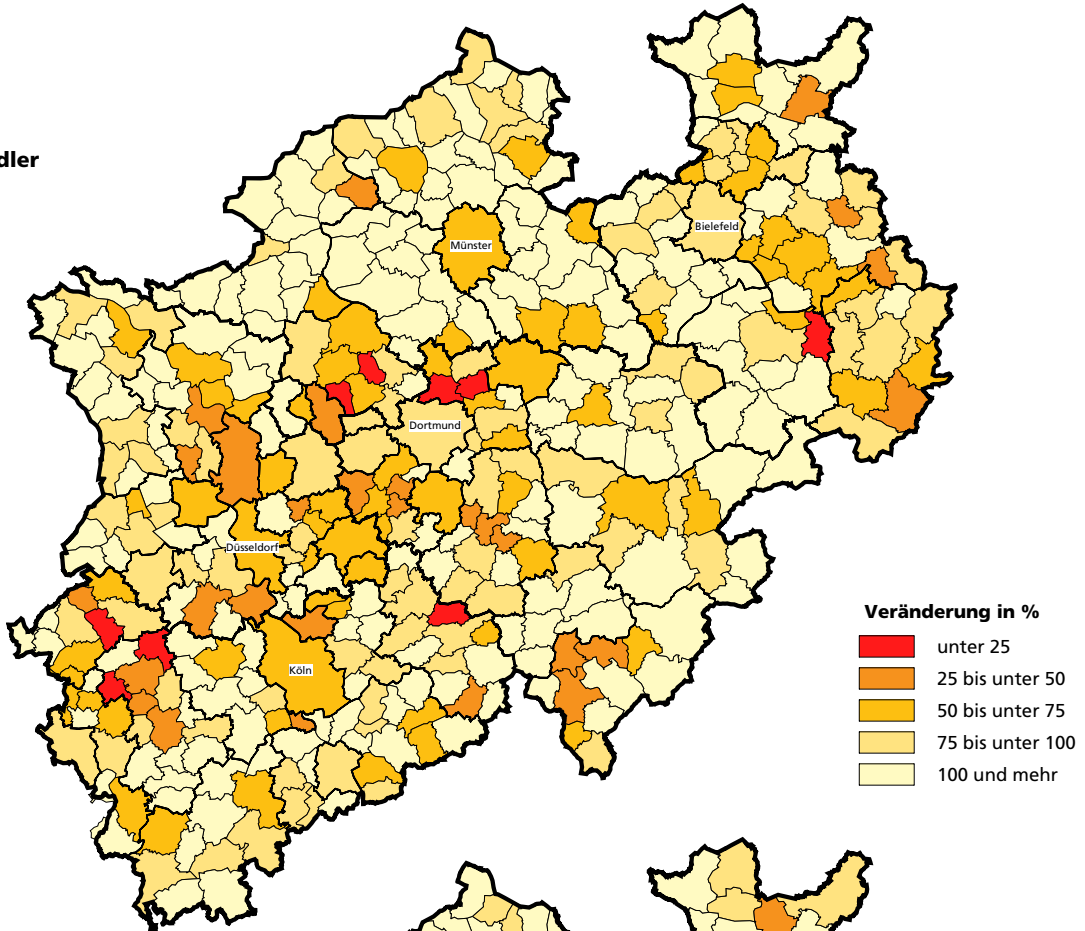 dler
Bielefeld
Münster
Dortmund
Düsseldorf
Köln
Veränderung in %
unter 25
25 bis unter 50
50 bis unter 75
75 bis unter 100
100 und mehr